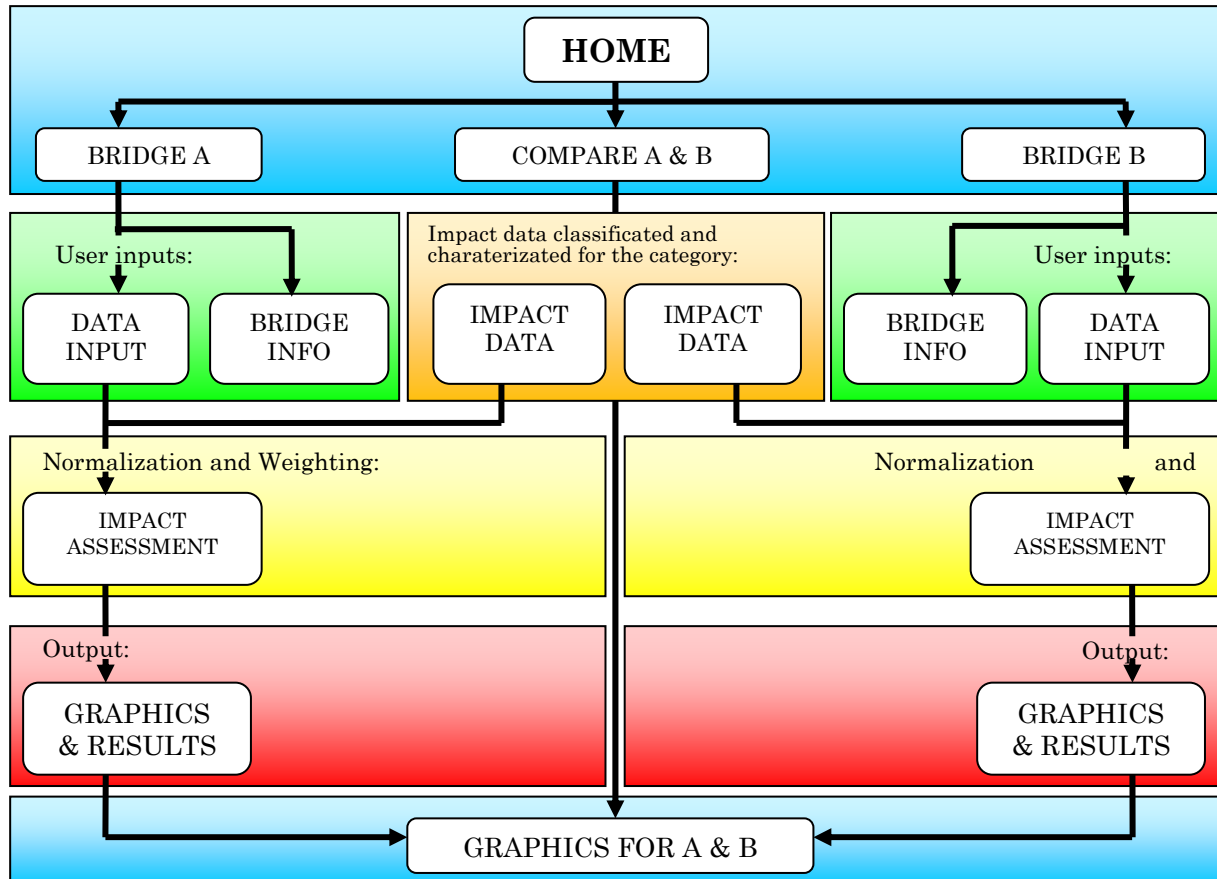 HOME
BRIDGE A
COMPARE A & B
BRIDGE B
User inputs:
DATA
INPUT
BRIDGE
INFO
Impact data classificated and
charaterizated for the category:
IMPACT
DATA
IMPACT
DATA
User inputs:
BRIDGE
INFO
DATA
INPUT
Normalization and Weighting:
IMPACT
ASSESSMENT
Normalization and
IMPACT
ASSESSMENT
Output:
GRAPHICS
& RESULTS
Output:
GRAPHICS
& RESULTS
GRAPHICS FOR A & B